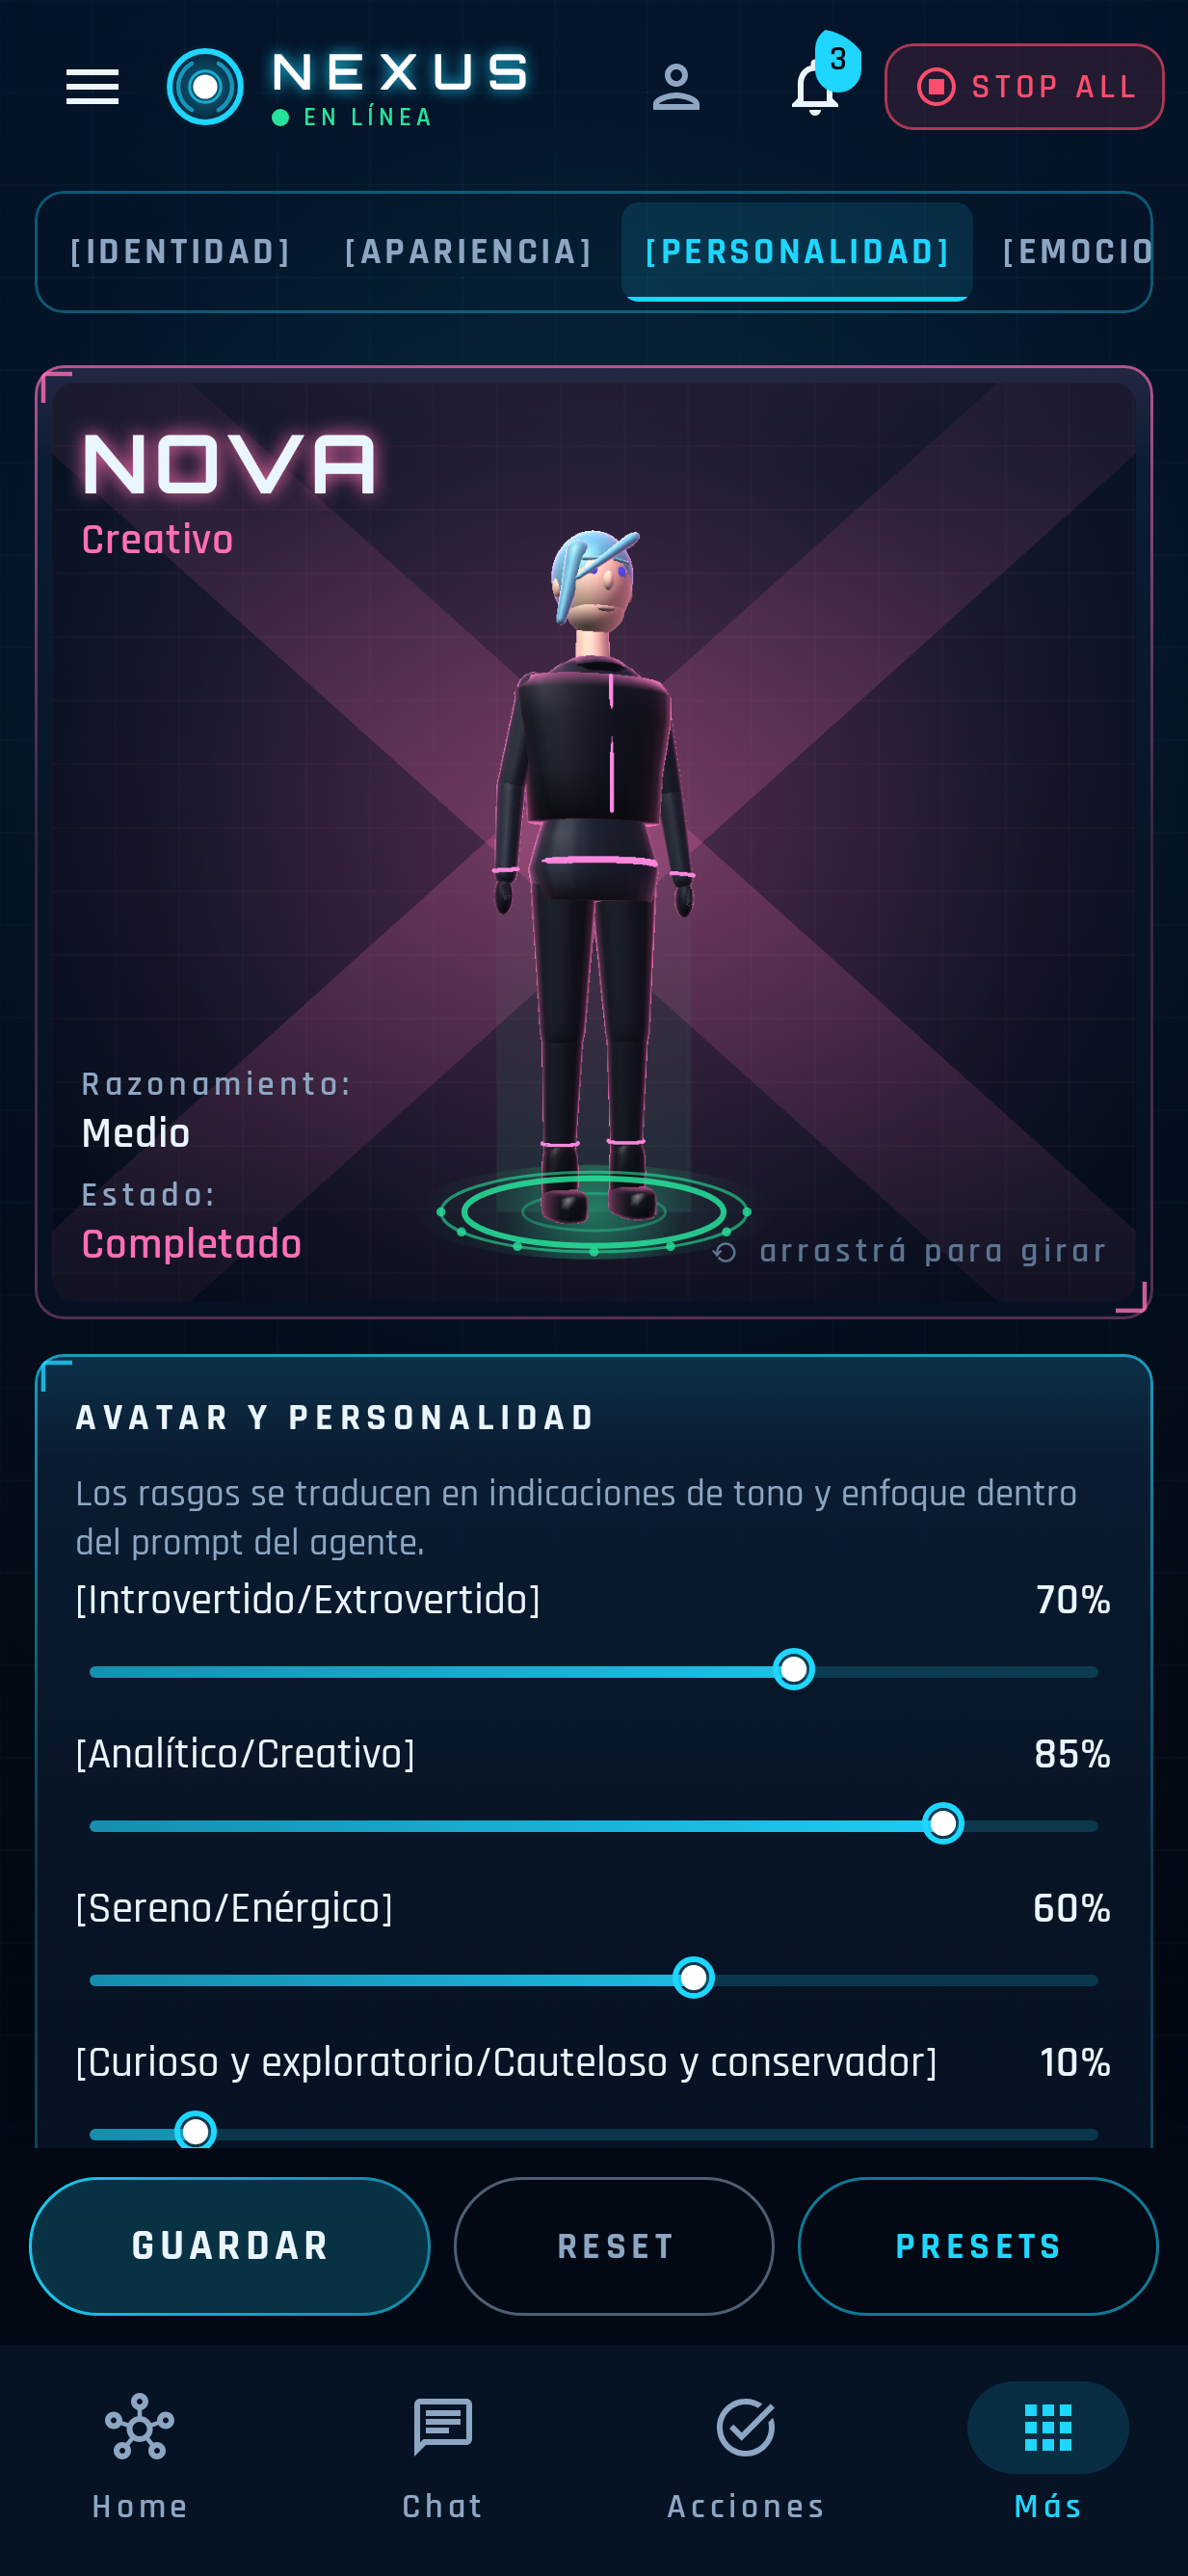 NEXUS
EN LÍNEA
3
STOP ALL
[IDENTIDAD]
[APARIENCIA]
[PERSONALIDAD]
[EMOCIO
NOVA
Creativo
Razonamiento:
Medio
Estado:
Completado
arrastrá para girar
AVATAR Y PERSONALIDAD
Los rasgos se traducen en indicaciones de tono y enfoque dentro
del prompt del agente.
[Introvertido/Extrovertido] 70%
[Analítico/Creativo] 85%
[Sereno/Enérgico] 60%
[Curioso y exploratorio/Cauteloso y conservador] 10%
GUARDAR
RESET
PRESETS
Home
Chat
Acciones
Más